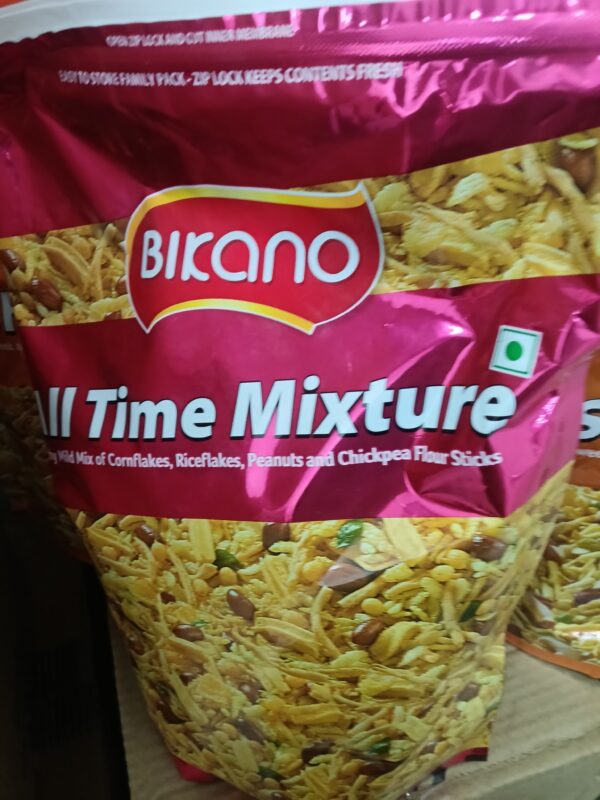 OPEN ZIP LOCK AND CUT INNER MEMBRANE
EASY TO STORE FAMILY PACK - ZIP LOCK KEEPS CONTENTS FRESH
BIKANO
All Time Mixture
Mild Mix of Cornflakes, Riceflakes, Peanuts and Chickpea Flour Sticks